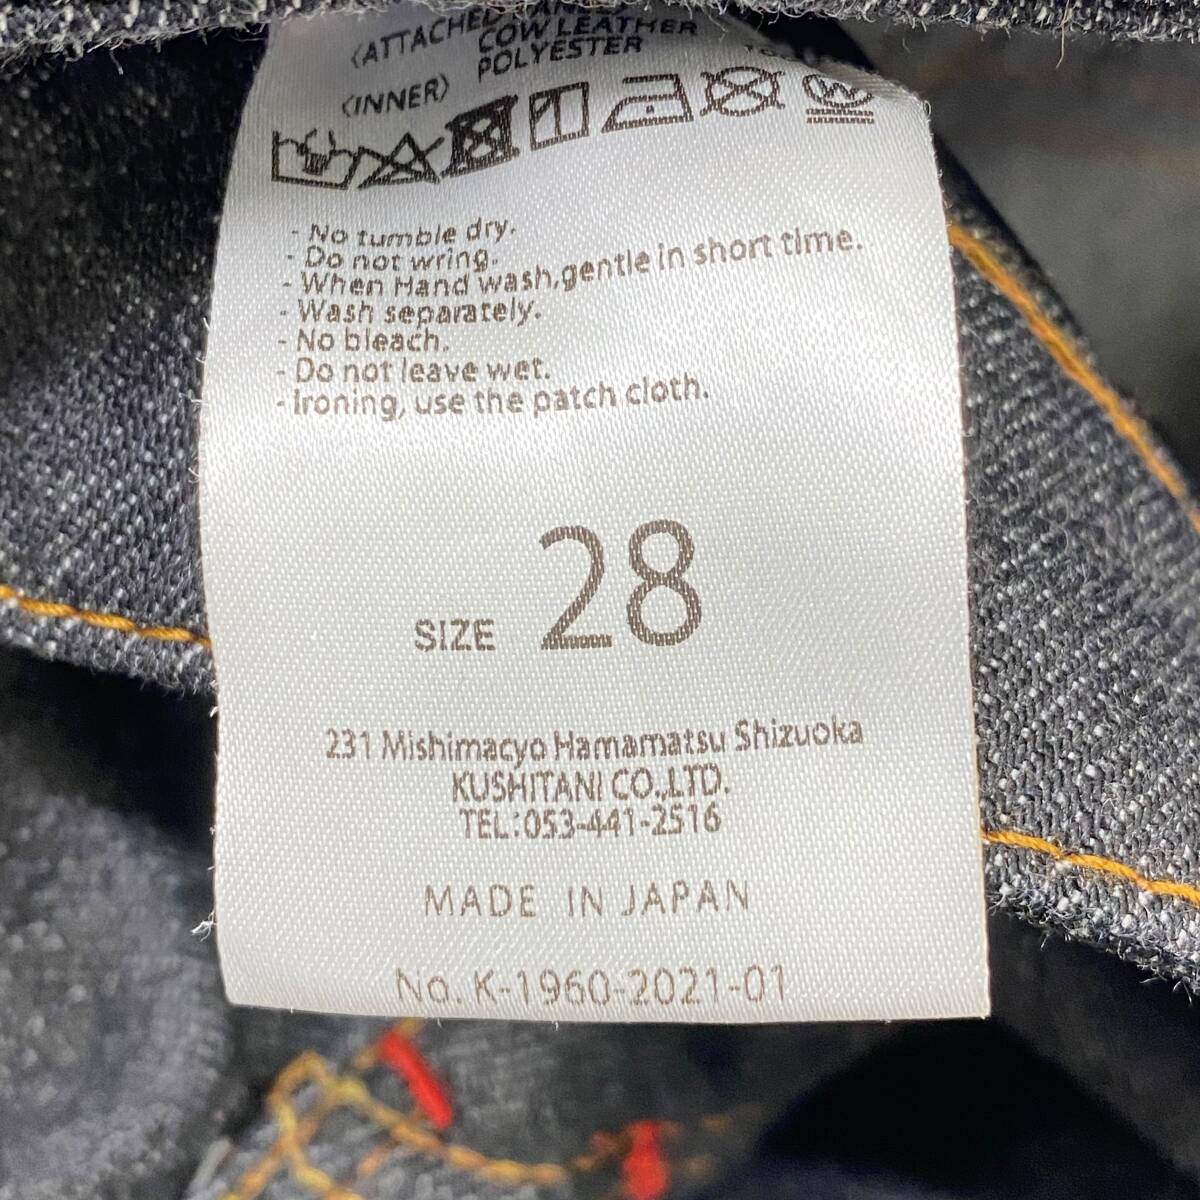 (ATTACHED
COW LEATHER
(INNER) POLYESTER
W
- No tumble dry.
- Do not wring.
- When Hand wash,gentle in short time.
- Wash separately.
- No bleach.
- Do not leave wet.
- Ironing, use the patch cloth.
SIZE 28
231 Mishimacyo Hamamatsu Shizuoka
KUSHITANI CO.,LTD.
TEL:053-441-2516
MADE IN JAPAN
No. K-1960-2021-01